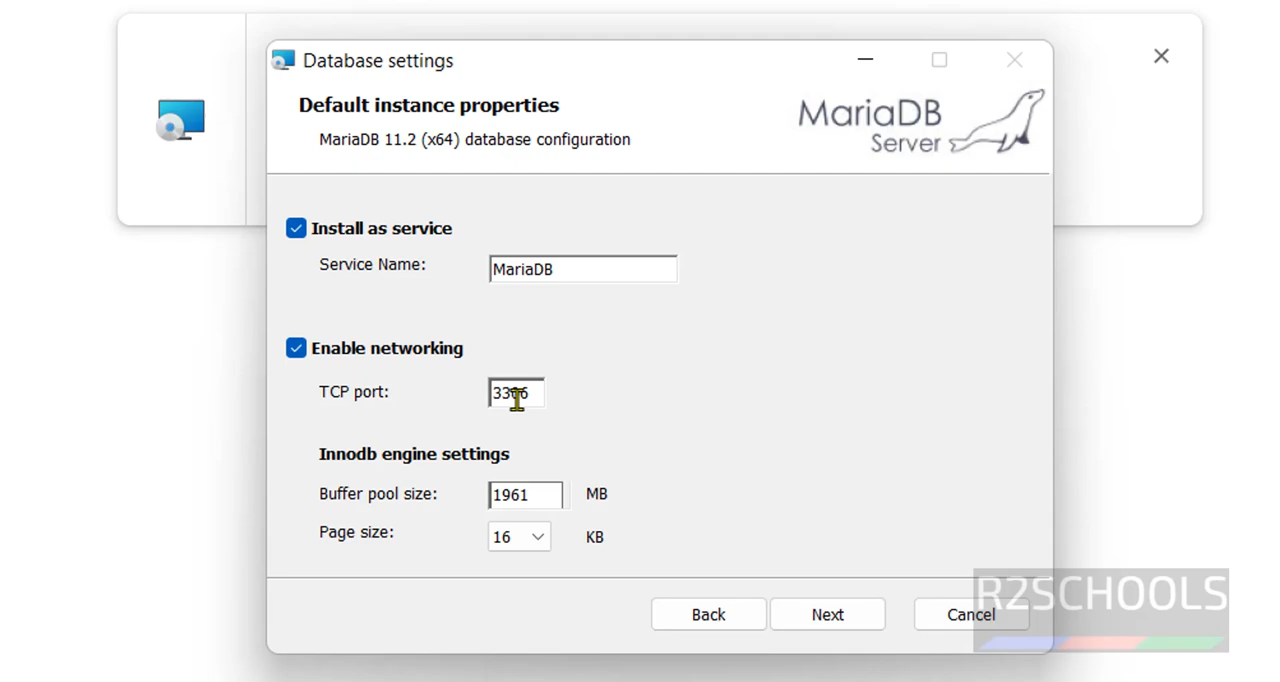 Database settings
Default instance properties
MariaDB 11.2 (x64) database configuration
MariaDB
Server
Install as service
Service Name:
MariaDB
Enable networking
TCP port:
3306
Innodb engine settings
Buffer pool size:
1961
MB
Page size:
16
KB
Back
Next
Cancel
R2SCHOOLS